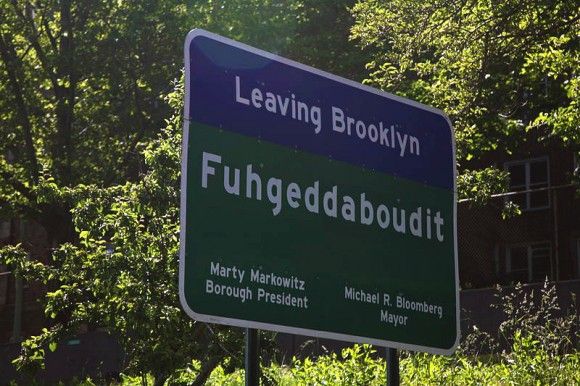 Leaving Brooklyn
Fuhgeddaboudit
Marty Markowitz
Borough President
Michael R. Bloomberg
Mayor